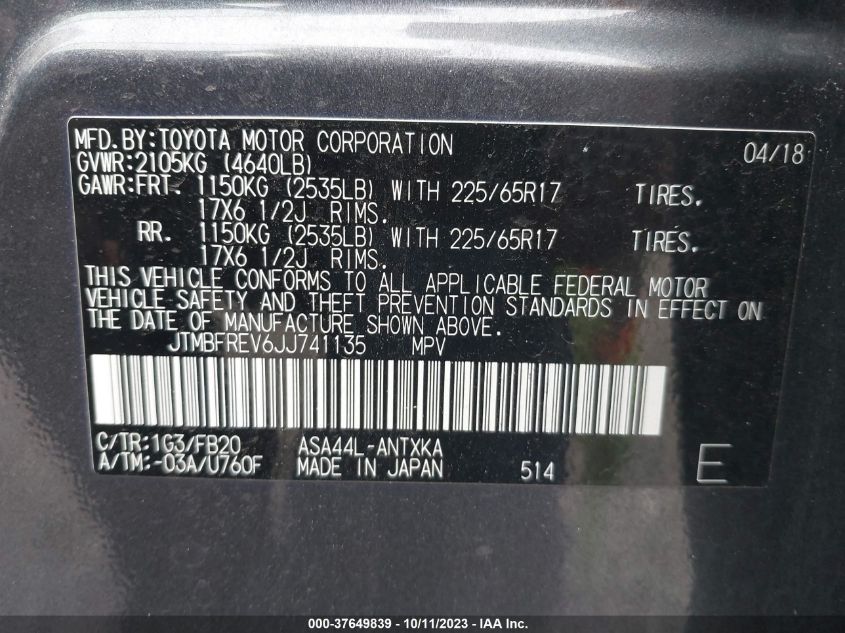 MFD.BY:TOYOTA MOTOR CORPORATION 04/18
GVWR:2105KG (4640LB)
GAWR:FRT. 1150KG (2535LB) WITH 225/65R17 TIRES.
17X6 1/2J RIMS.
RR. 1150KG (2535LB) WITH 225/65R17 TIRES.
17X6 1/2J RIMS.
THIS VEHICLE CONFORMS TO ALL APPLICABLE FEDERAL MOTOR
VEHICLE SAFETY AND THEFT PREVENTION STANDARDS IN EFFECT ON
THE DATE OF MANUFACTURE SHOWN ABOVE.
JTMBFREV6JJ741135 MPV
C/TR:1G3/FB20 ASA44L-ANTXKA
A/TM:-03A/U760F MADE IN JAPAN 514 E
000-37649839 - 10/11/2023 - IAA Inc.